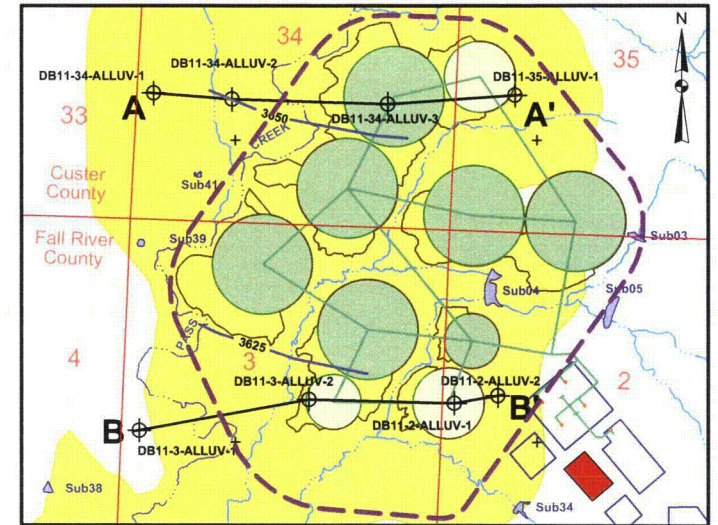 N
34
35
DB11-34-ALLUV-2
DB11-34-ALLUV-1
DB11-35-ALLUV-1
A
A'
33
3650
DB11-34-ALLUV-3
CREEK
Custer
County
Sub41
Fall River
County
Sub39
Sub03
Sub04
Sub05
PASS
3625
4
3
2
DB11-3-ALLUV-2
DB11-2-ALLUV-2
B
B'
DB11-3-ALLUV-1
DB11-2-ALLUV-1
Sub38
Sub34